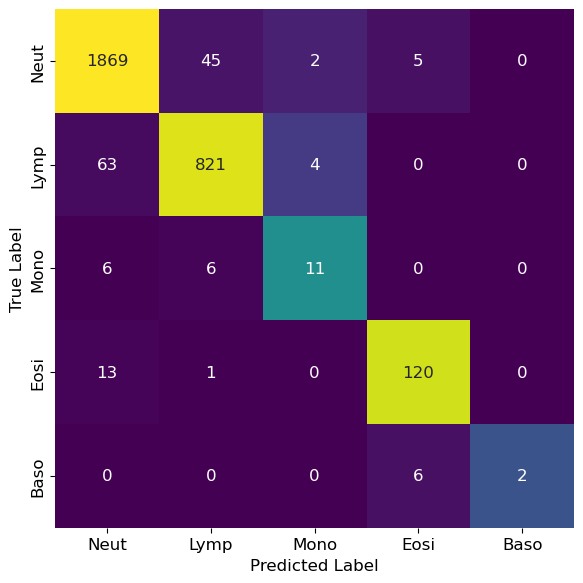 Neut 1869 45 2 5 0
Lymp 63 821 4 0 0
Mono 6 6 11 0 0
Eosi 13 1 0 120 0
Baso 0 0 0 6 2
True Label
Neut Lymp Mono Eosi Baso
Predicted Label